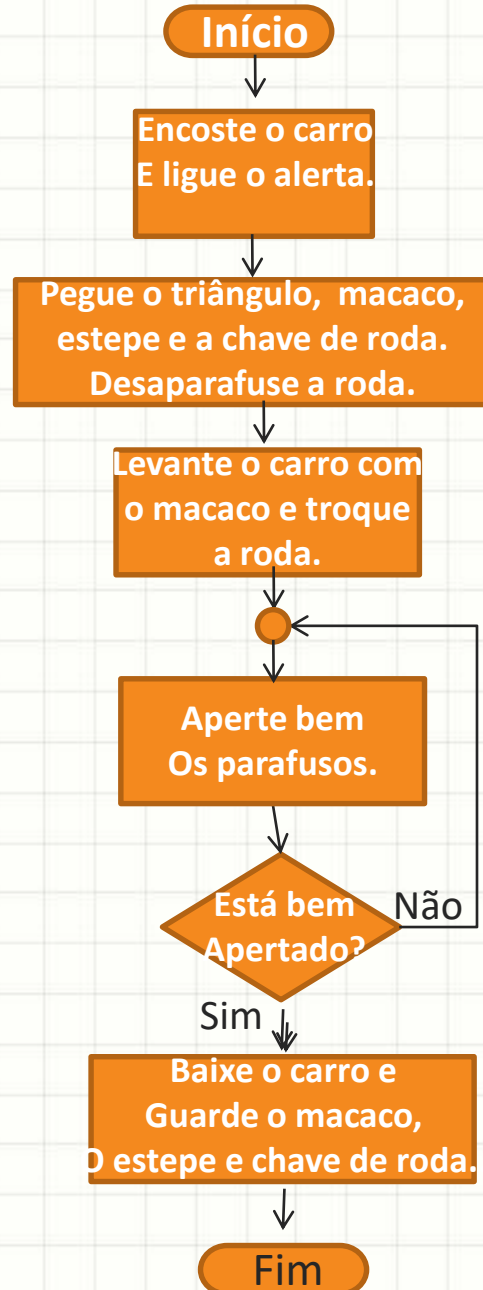 Início
Encoste o carro
E ligue o alerta.
Pegue o triângulo, macaco,
estepe e a chave de roda.
Desaparafuse a roda.
Levante o carro com
o macaco e troque
a roda.
Aperte bem
Os parafusos.
Está bem
Apertado?
Não
Sim
Baixe o carro e
Guarde o macaco,
O estepe e chave de roda.
Fim